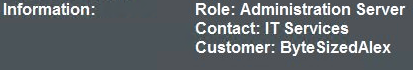 Information: Role: Administration Server
Contact: IT Services
Customer: ByteSizedAlex